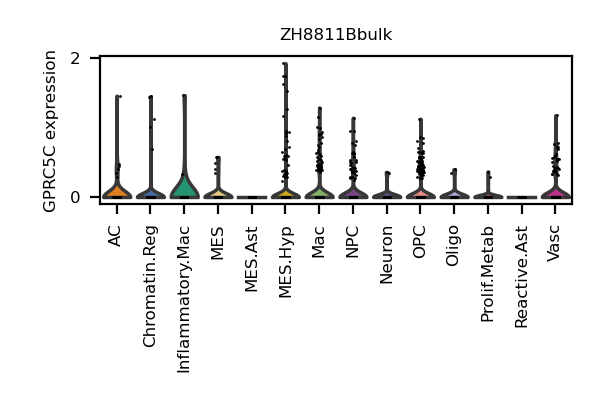 ZH8811Bbulk
GPRC5C expression
2
0
AC
Chromatin.Reg
Inflammatory.Mac
MES
MES.Ast
MES.Hyp
Mac
NPC
Neuron
OPC
Oligo
Prolif.Metab
Reactive.Ast
Vasc